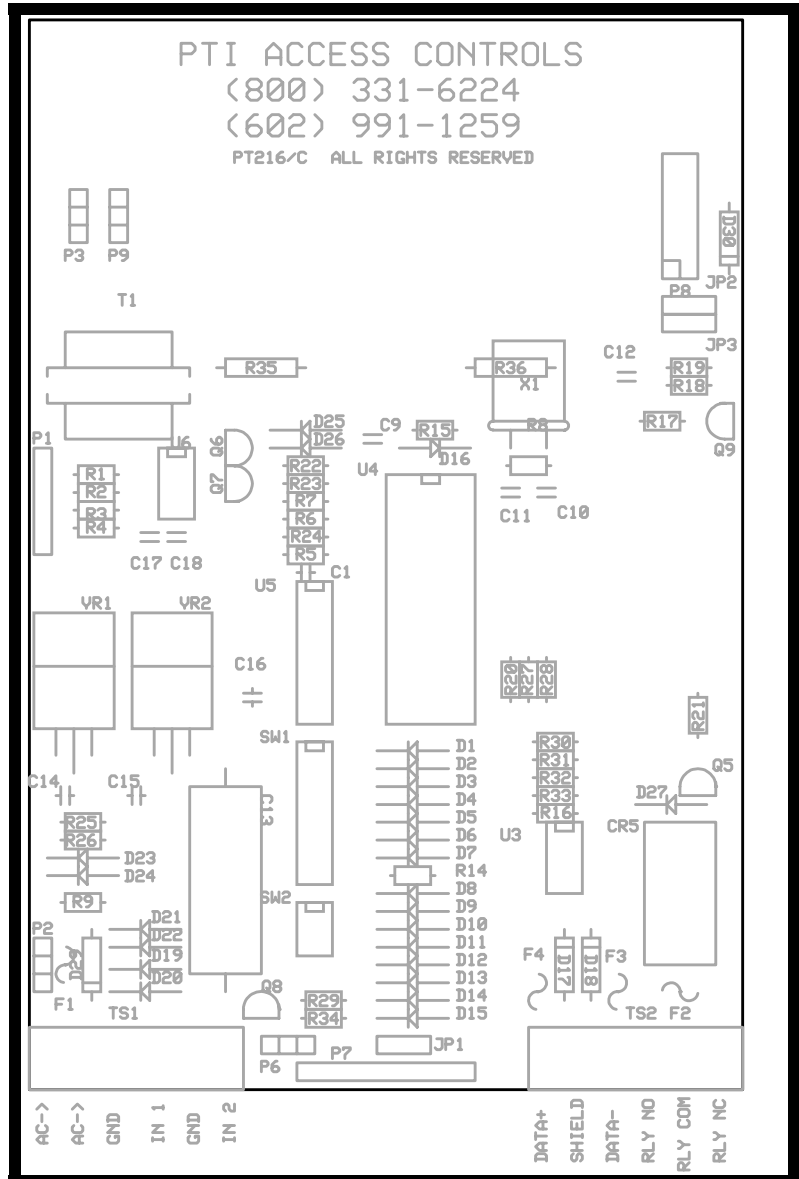 PTI ACCESS CONTROLS
(800) 331-6224
(602) 991-1259
PT216/C ALL RIGHTS RESERVED
P3 P9
D30
P8 JP2
T1
JP3
C12
R35 R36 R19
X1 R18
P1 U6 Q6 D25 C9 R15 R8 R17
D26 Q9
D16
R1 Q7 R22 U4
R2 R23
R3 R7
R4 R6 C11 C10
R24
C17 C18 R5
U5 C1
VR1 VR2
C16 R20 R27 R28
R21
SW1 D1 R30
D2 R31
C14 C15 D3 R32 Q5
C13 D4 R33 D27
R25 D5 R16 CR5
R26 D6 U3
D23 D7
D24 R14
R9 SW2 D8
D21 D9
P2 D22 D10
D29 D19 D11 F4 D17 D18 F3
D20 D12
F1 Q8 D13
R29 D14
TS1 R34 D15 TS2 F2
P6 P7 JP1
AC->
AC->
GND
IN 1
GND
IN 2
DATA+
SHIELD
DATA-
RLY NO
RLY COM
RLY NC